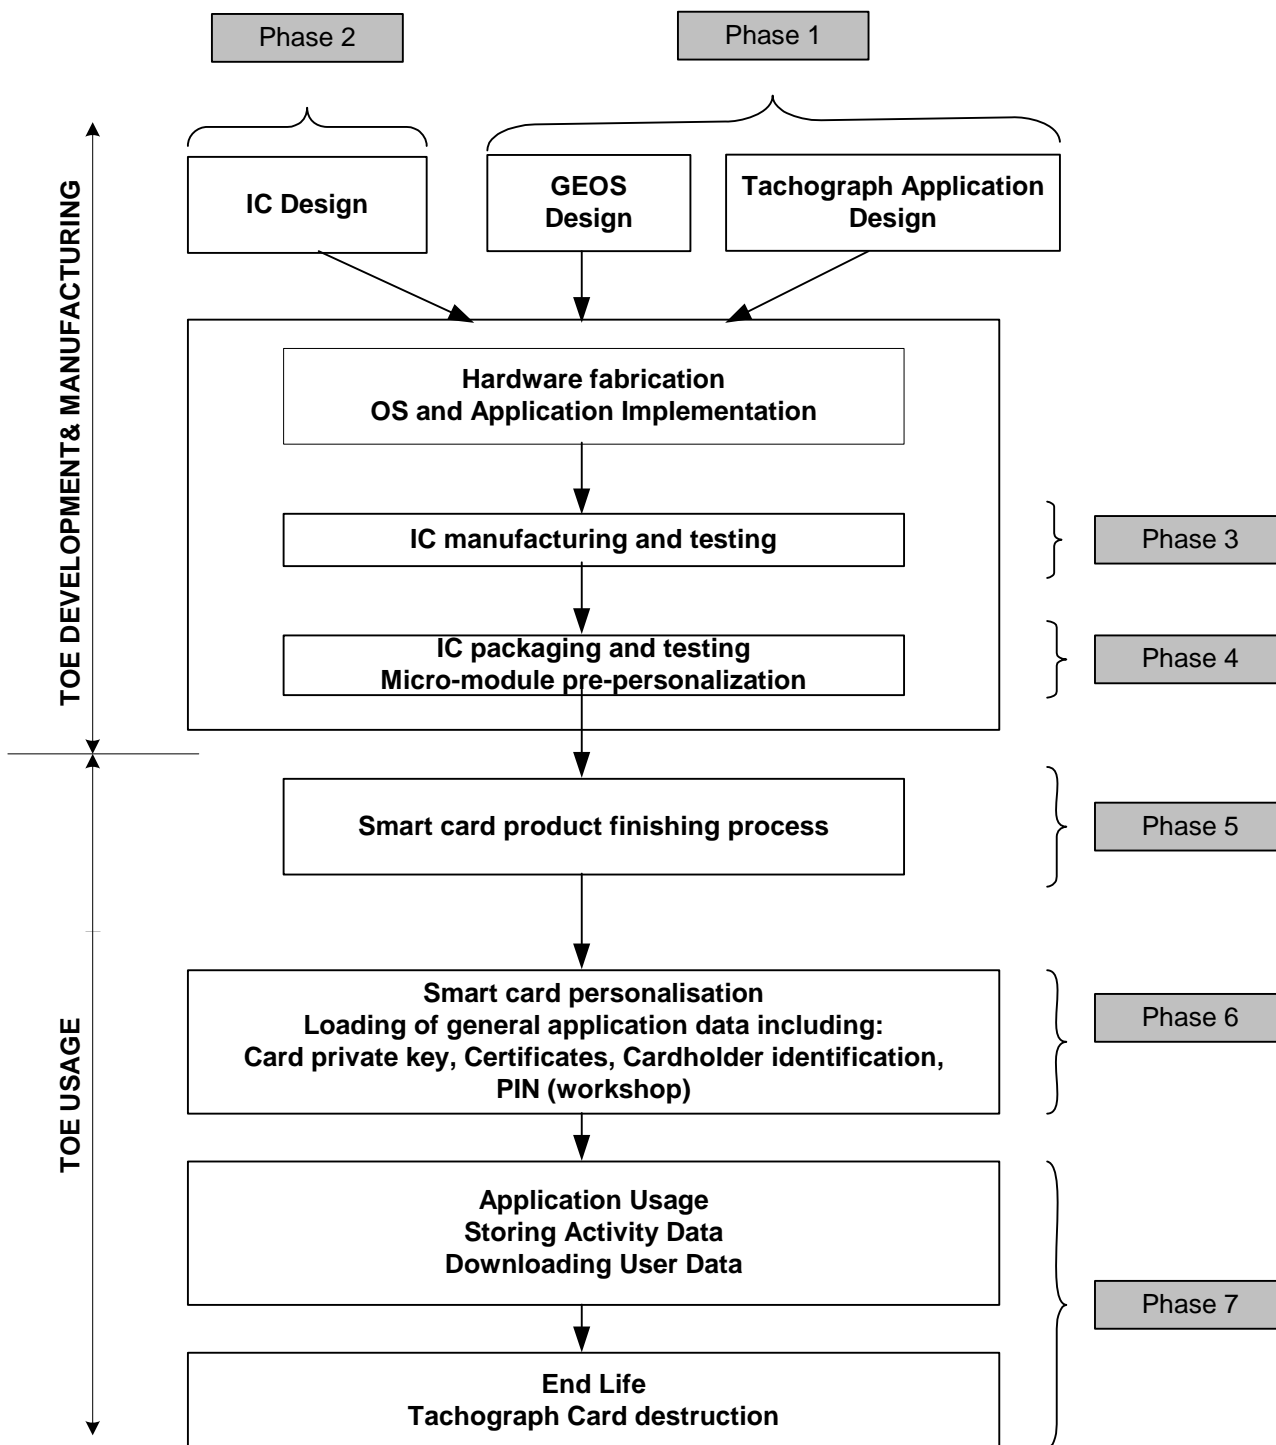 Phase 2
Phase 1
IC Design
GEOS
Design
Tachograph Application
Design
TOE DEVELOPMENT& MANUFACTURING
Hardware fabrication
OS and Application Implementation
IC manufacturing and testing
Phase 3
IC packaging and testing
Micro-module pre-personalization
Phase 4
Smart card product finishing process
Phase 5
TOE USAGE
Smart card personalisation
Loading of general application data including:
Card private key, Certificates, Cardholder identification,
PIN (workshop)
Phase 6
Application Usage
Storing Activity Data
Downloading User Data
Phase 7
End Life
Tachograph Card destruction